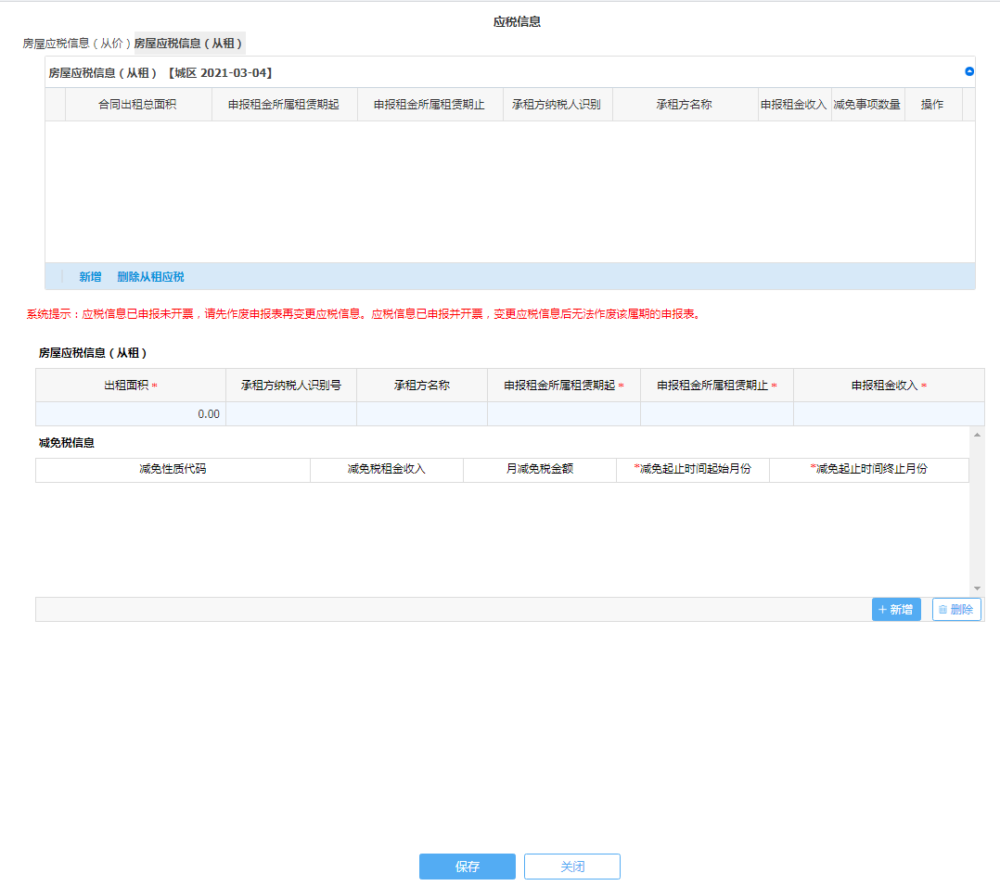 应税信息
房屋应税信息（从价） 房屋应税信息（从租）
房屋应税信息（从租）【城区 2021-03-04】
合同出租总面积 申报租金所属租赁期起 申报租金所属租赁期止 承租方纳税人识别 承租方名称 申报租金收入 减免事项数量 操作
新增 删除从租应税
系统提示：应税信息已申报未开票，请先作废申报表再变更应税信息。应税信息已申报并开票，变更应税信息后无法作废该属期的申报表。
房屋应税信息（从租）
出租面积 * 承租方纳税人识别号 承租方名称 申报租金所属租赁期起 * 申报租金所属租赁期止 * 申报租金收入 *
0.00
减免税信息
减免性质代码 减免税租金收入 月减免税金额 *减免起止时间起始月份 *减免起止时间终止月份
+ 新增 删除
保存 关闭